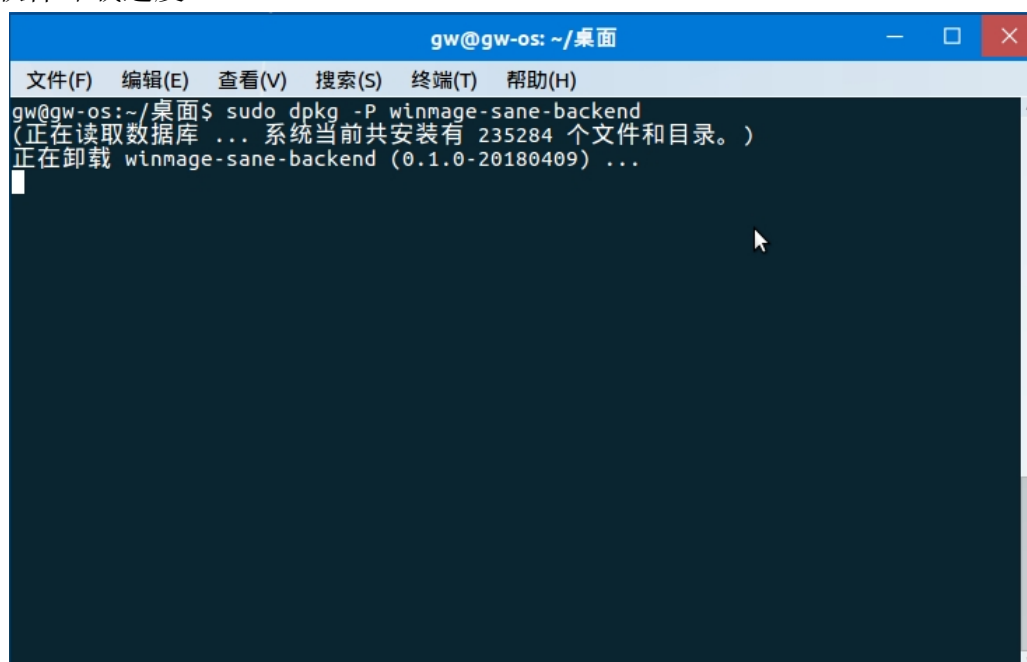 gw@gw-os: ~/桌面
文件(F) 编辑(E) 查看(V) 搜索(S) 终端(T) 帮助(H)
gw@gw-os:~/桌面$ sudo dpkg -P winmage-sane-backend
(正在读取数据库 ... 系统当前共安装有 235284 个文件和目录。)
正在卸载 winmage-sane-backend (0.1.0-20180409) ...